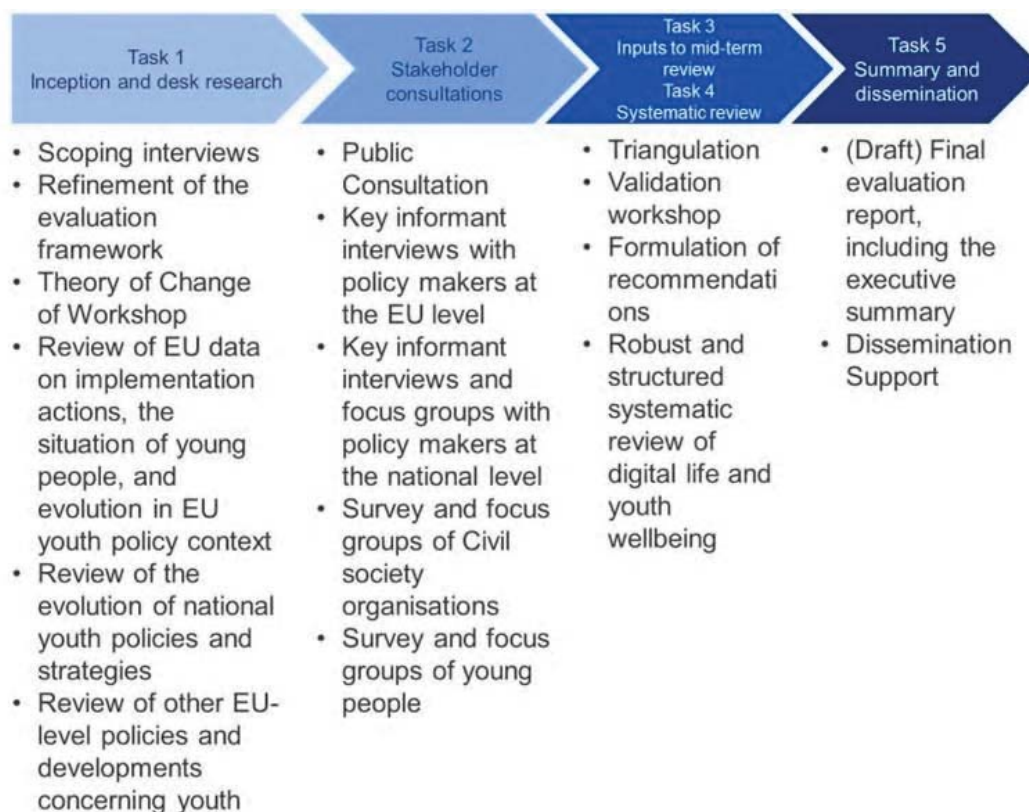 Task 1
Inception and desk research
Task 2
Stakeholder
consultations
Task 3
Inputs to mid-term
review
Task 4
Systematic review
Task 5
Summary and
dissemination
• Scoping interviews
• Refinement of the
evaluation
framework
• Theory of Change
of Workshop
• Review of EU data
on implementation
actions, the
situation of young
people, and
evolution in EU
youth policy context
• Review of the
evolution of national
youth policies and
strategies
• Review of other EU-
level policies and
developments
concerning youth
• Public
Consultation
• Key informant
interviews with
policy makers at
the EU level
• Key informant
interviews and
focus groups with
policy makers at
the national level
• Survey and focus
groups of Civil
society
organisations
• Survey and focus
groups of young
people
• Triangulation
• Validation
workshop
• Formulation of
recommendati
ons
• Robust and
structured
systematic
review of
digital life and
youth
wellbeing
• (Draft) Final
evaluation
report,
including the
executive
summary
• Dissemination
Support